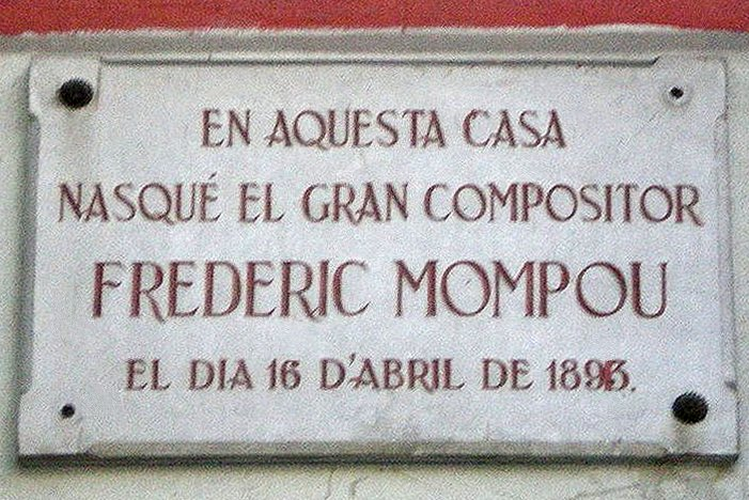 EN AQUESTA CASA
NASQUÉ EL GRAN COMPOSITOR
FREDERIC MOMPOU
EL DIA 16 D'ABRIL DE 1893.